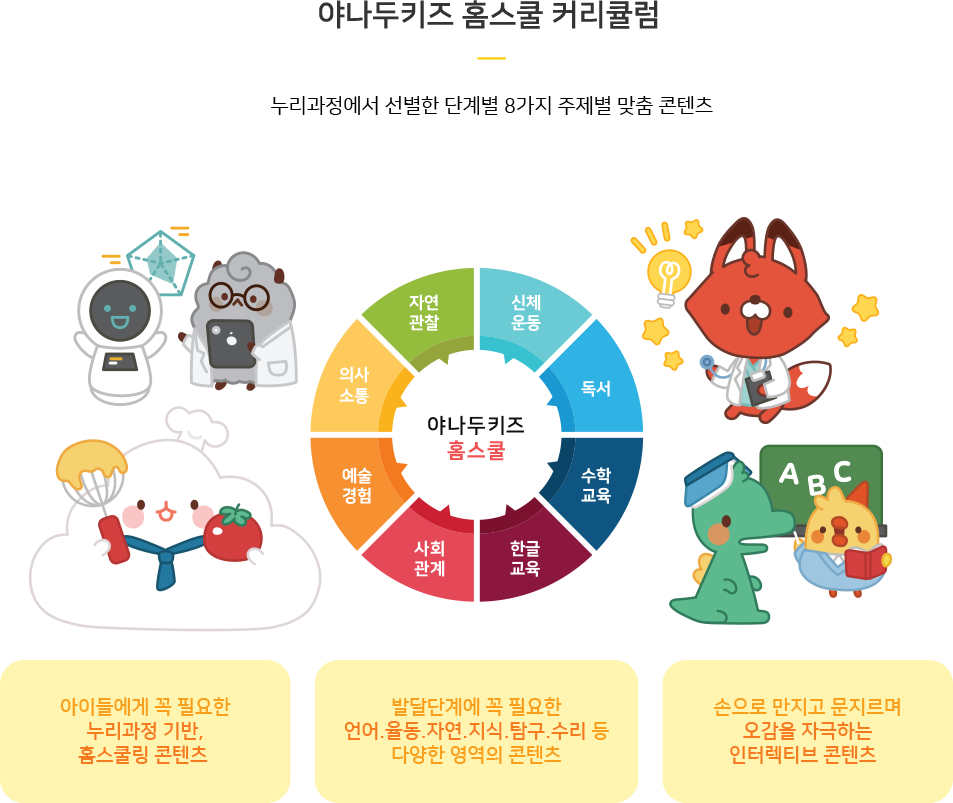 야나두키즈 홈스쿨 커리큘럼
누리과정에서 선별한 단계별 8가지 주제별 맞춤 콘텐츠
자연
관찰
신체
운동
의사
소통
독서
야나두키즈
홈스쿨
예술
경험
수학
교육
사회
관계
한글
교육
A B C
아이들에게 꼭 필요한
누리과정 기반,
홈스쿨링 콘텐츠
발달단계에 꼭 필요한
언어.율동.자연.지식.탐구.수리 등
다양한 영역의 콘텐츠
손으로 만지고 문지르며
오감을 자극하는
인터렉티브 콘텐츠